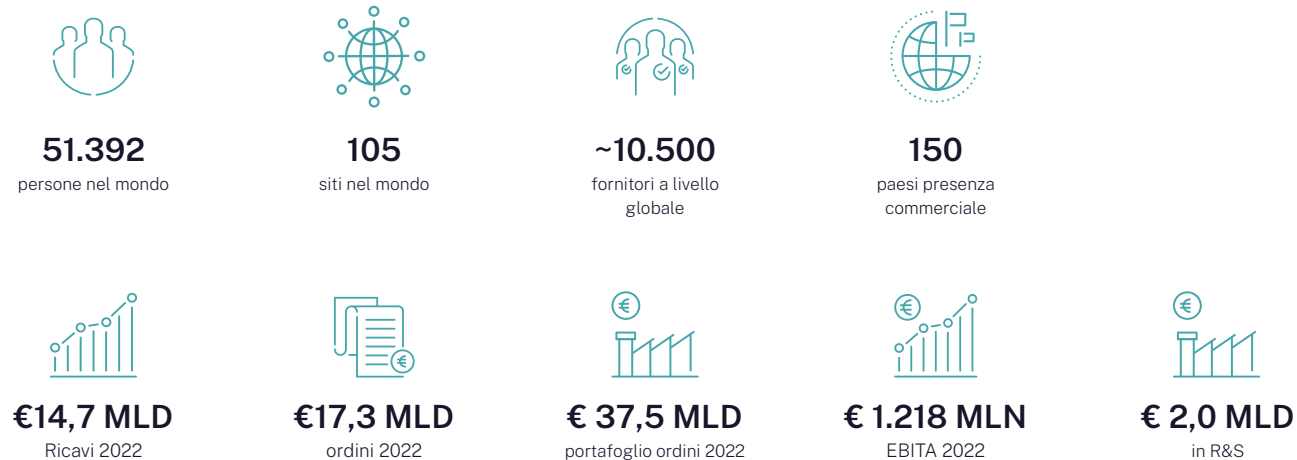 51.392
persone nel mondo
105
siti nel mondo
~10.500
fornitori a livello
globale
150
paesi presenza
commerciale
€14,7 MLD
Ricavi 2022
€17,3 MLD
ordini 2022
€ 37,5 MLD
portafoglio ordini 2022
€ 1.218 MLN
EBITA 2022
€ 2,0 MLD
in R&S